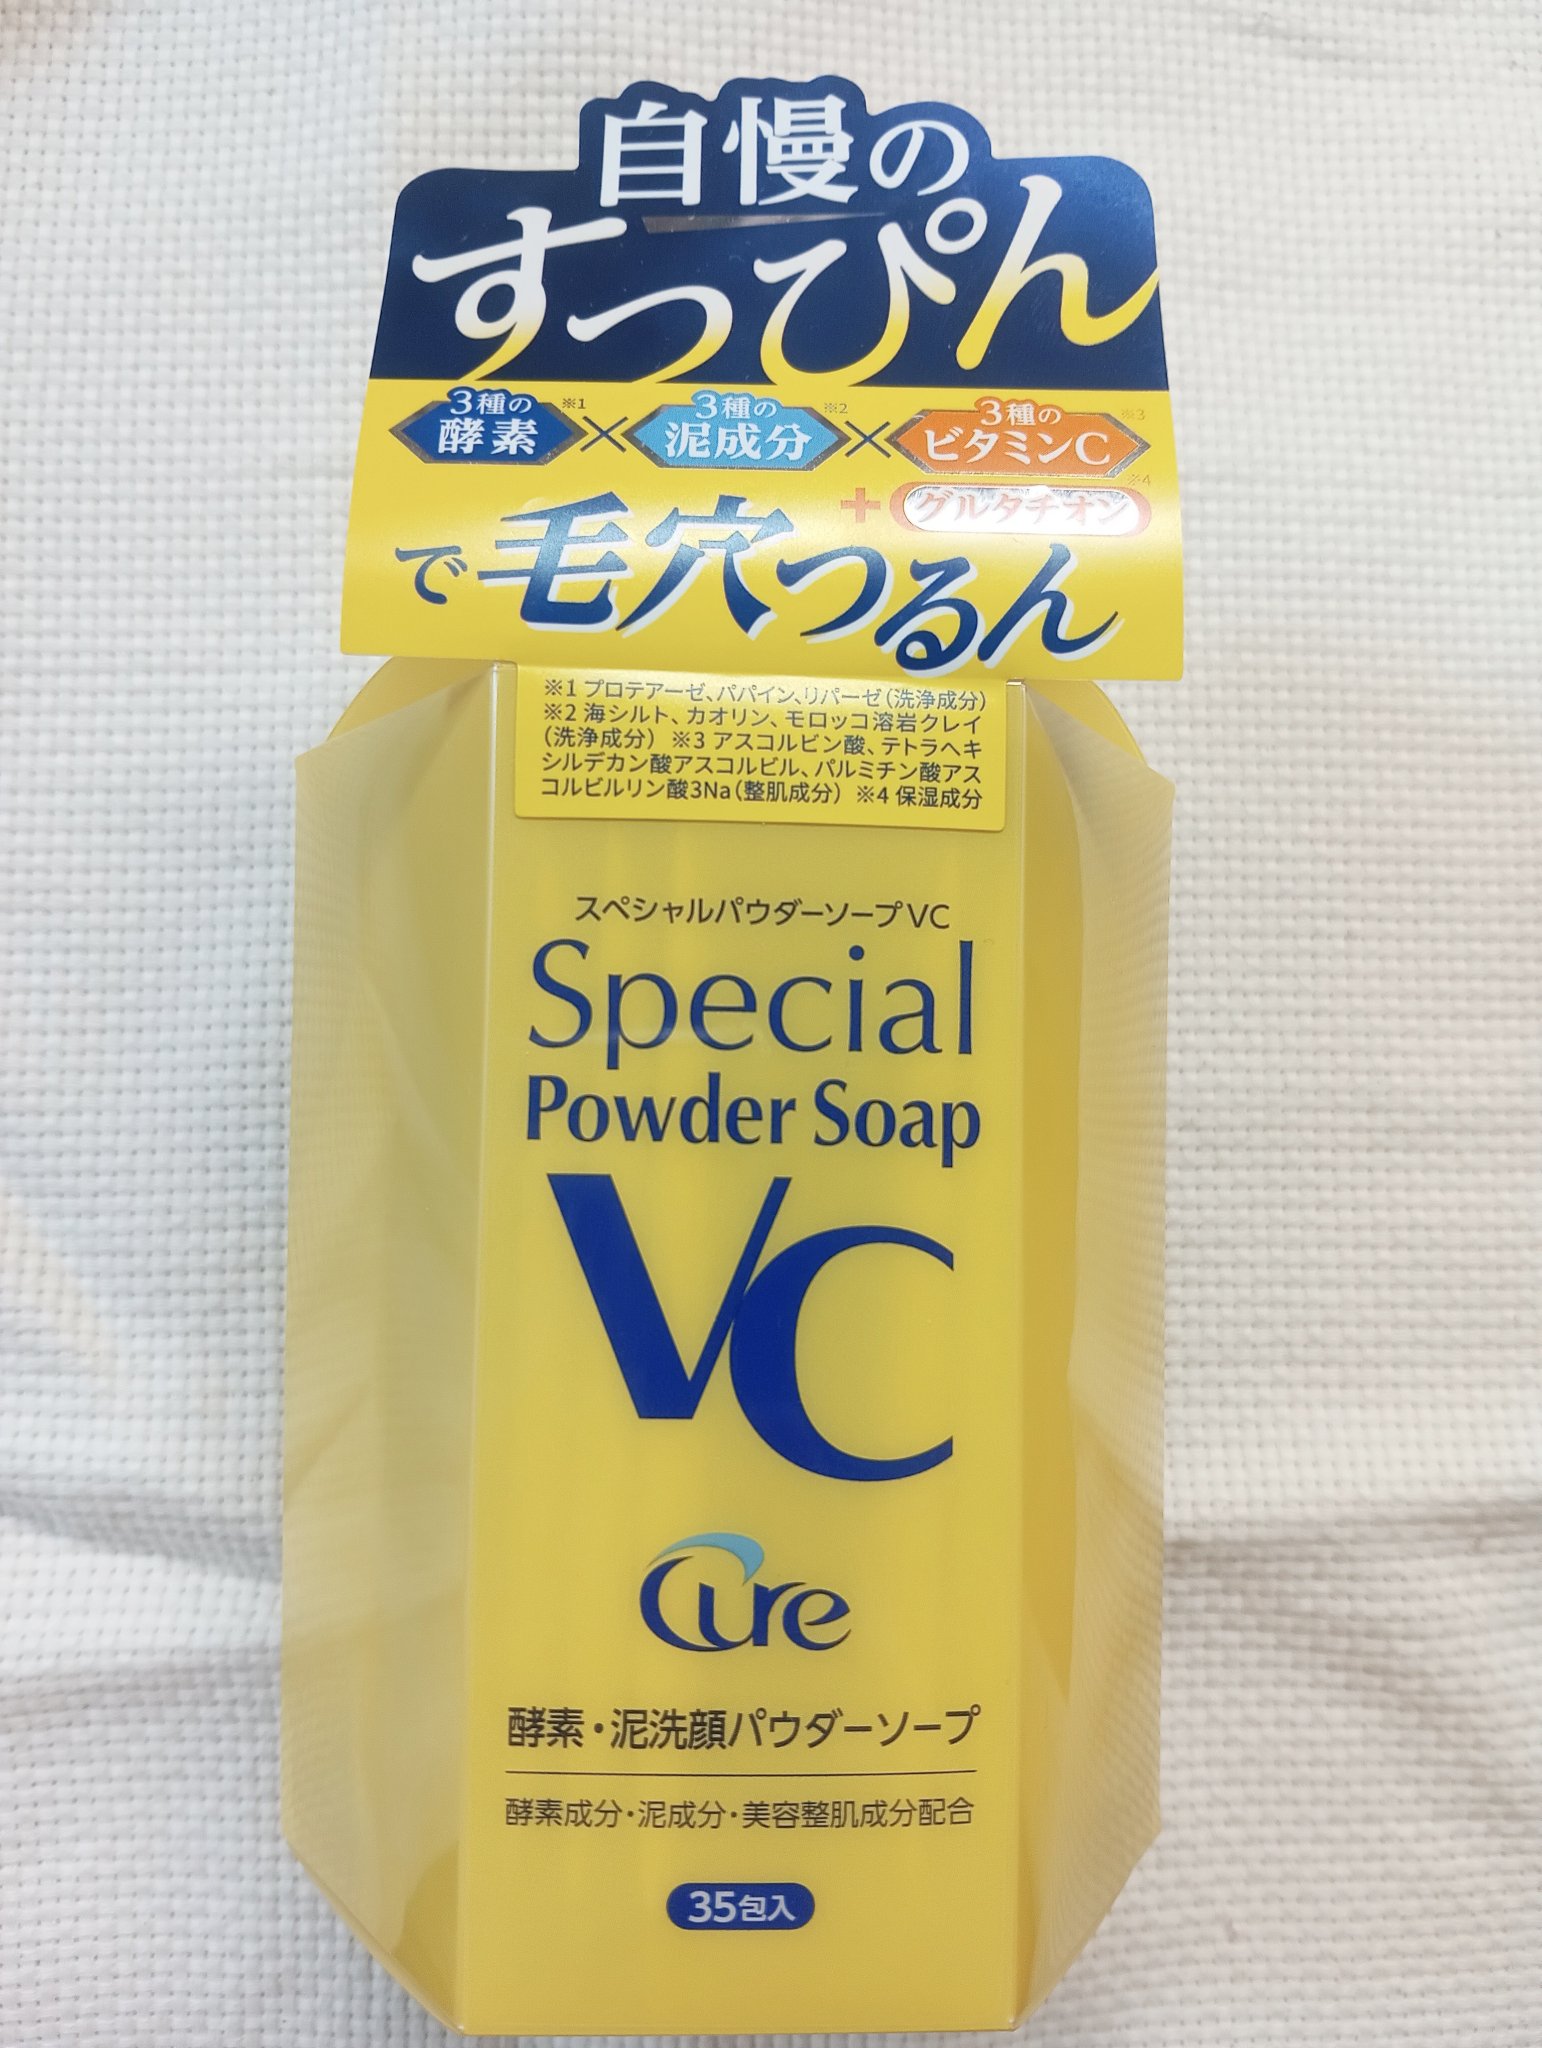 自慢の
すっぴん
3種の 酵素 ※1 × 3種の 泥成分 ※2 × 3種の ビタミンC ※3
+ グルタチオン ※4
で毛穴つるん
※1 プロテアーゼ、パパイン、リパーゼ（洗浄成分）
※2 海シルト、カオリン、モロッコ溶岩クレイ
（洗浄成分） ※3 アスコルビン酸、テトラヘキ
シルデカン酸アスコルビル、パルミチン酸アス
コルビルリン酸3Na（整肌成分） ※4 保湿成分
スペシャルパウダーソープVC
Special
Powder Soap
VC
Cure
酵素・泥洗顔パウダーソープ
酵素成分・泥成分・美容整肌成分配合
35包入